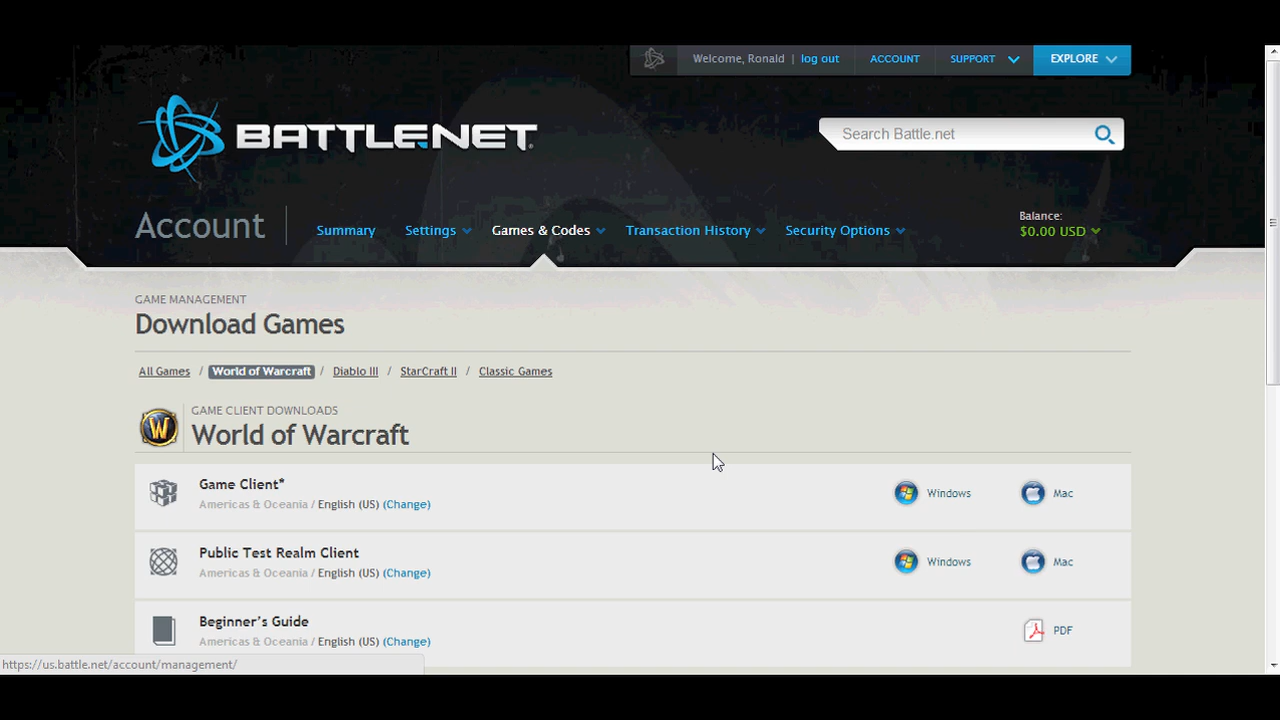 Welcome, Ronald | log out ACCOUNT SUPPORT EXPLORE
BATTLE.NET®
Search Battle.net
Account Summary Settings Games & Codes Transaction History Security Options
Balance:
$0.00 USD
GAME MANAGEMENT
Download Games
All Games / World of Warcraft / Diablo III / StarCraft II / Classic Games
GAME CLIENT DOWNLOADS
W World of Warcraft
Game Client*
Americas & Oceania / English (US) (Change)
Windows Mac
Public Test Realm Client
Americas & Oceania / English (US) (Change)
Windows Mac
Beginner's Guide
Americas & Oceania / English (US) (Change)
PDF
https://us.battle.net/account/management/